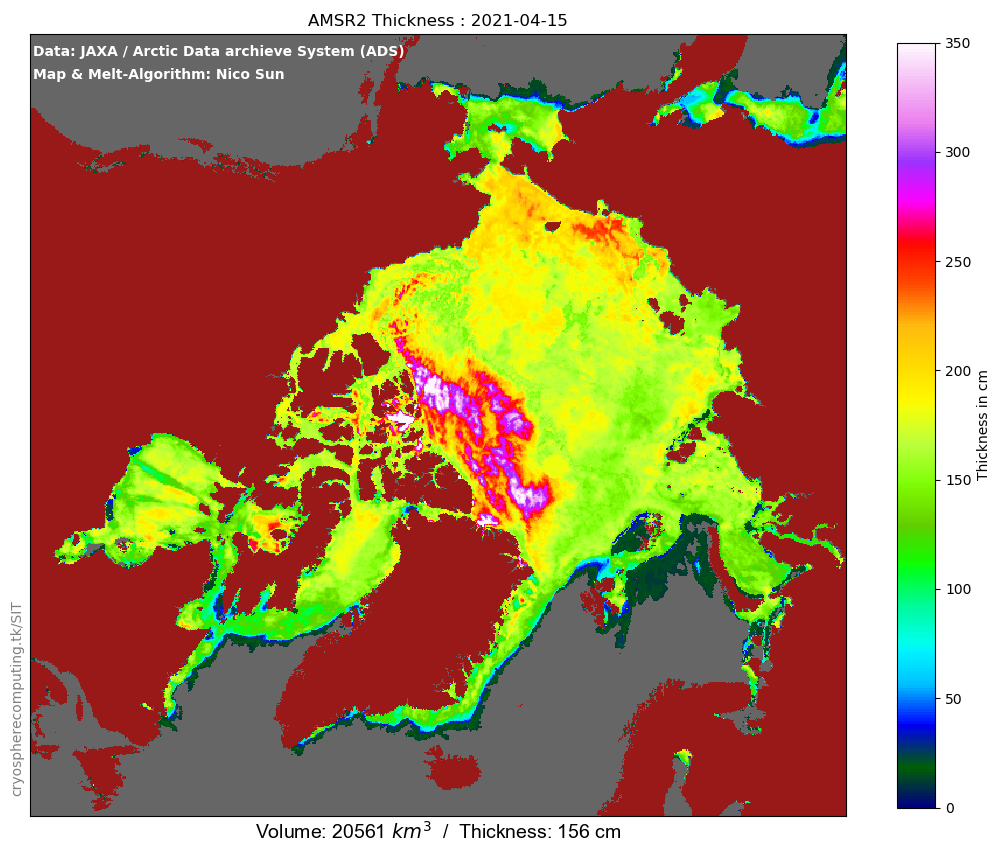 AMSR2 Thickness : 2021-04-15
Data: JAXA / Arctic Data archieve System (ADS)
Map & Melt-Algorithm: Nico Sun
350
300
250
200
150
100
50
0
Thickness in cm
cryospherecomputing.tk/SIT
Volume: 20561 km³ / Thickness: 156 cm